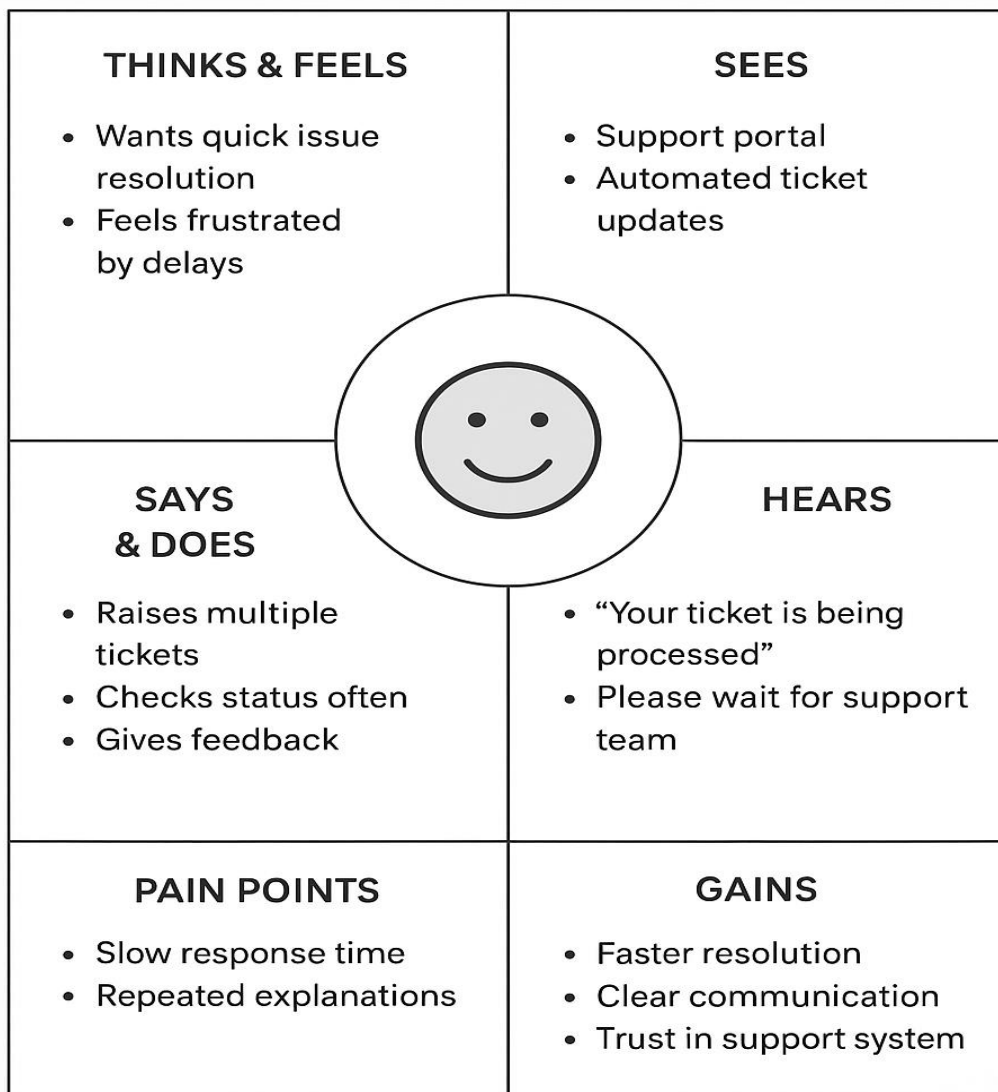 THINKS & FEELS
• Wants quick issue
resolution
• Feels frustrated
by delays
SEES
• Support portal
• Automated ticket
updates
SAYS
& DOES
• Raises multiple
tickets
• Checks status often
• Gives feedback
HEARS
• “Your ticket is being
processed”
• Please wait for support
team
PAIN POINTS
• Slow response time
• Repeated explanations
GAINS
• Faster resolution
• Clear communication
• Trust in support system